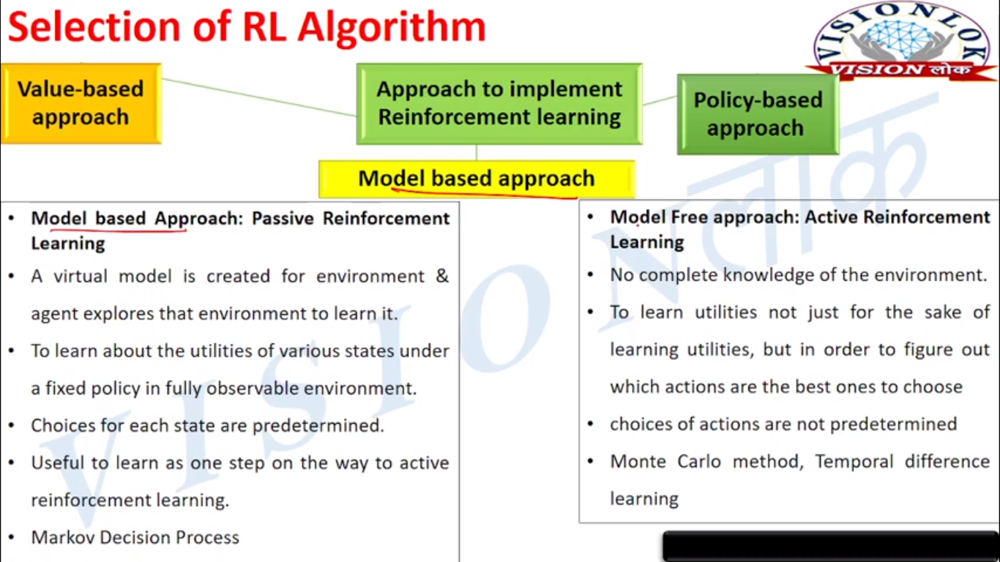 Selection of RL Algorithm
VISIONLOK
VISION लोक
Value-based
approach
Approach to implement
Reinforcement learning
Policy-based
approach
Model based approach
• Model based Approach: Passive Reinforcement
Learning
• A virtual model is created for environment &
agent explores that environment to learn it.
• To learn about the utilities of various states under
a fixed policy in fully observable environment.
• Choices for each state are predetermined.
• Useful to learn as one step on the way to active
reinforcement learning.
• Markov Decision Process
• Model Free approach: Active Reinforcement
Learning
• No complete knowledge of the environment.
• To learn utilities not just for the sake of
learning utilities, but in order to figure out
which actions are the best ones to choose
• choices of actions are not predetermined
• Monte Carlo method, Temporal difference
learning
VISION लोक